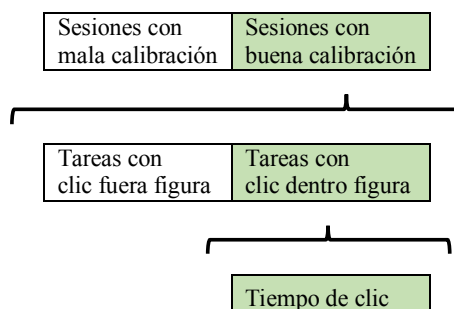 Sesiones con
mala calibración
Sesiones con
buena calibración
Tareas con
clic fuera figura
Tareas con
clic dentro figura
Tiempo de clic